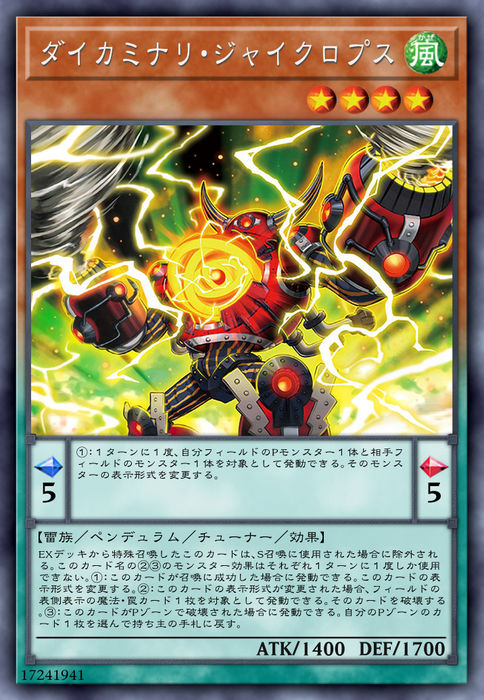 ダイカミナリ・ジャイクロプス
かぜ
風
①:1ターンに1度、自分フィールドのPモンスター1体と相手フ
ィールドのモンスター1体を対象として発動できる。そのモンス
ターの表示形式を変更する。
5
5
【雷族/ペンデュラム/チューナー/効果】
EXデッキから特殊召喚したこのカードは、S召喚に使用された場合に除外され
る。このカード名の②③のモンスター効果はそれぞれ1ターンに1度しか使用
できない。①:このカードが召喚に成功した場合に発動できる。このカードの表
示形式を変更する。②:このカードの表示形式が変更された場合、フィールドの
表側表示の魔法・罠カード1枚を対象として発動できる。そのカードを破壊する
。③:このカードがPゾーンで破壊された場合に発動できる。自分のPゾーンのカ
ード1枚を選んで持ち主の手札に戻す。
ATK/1400 DEF/1700
17241941